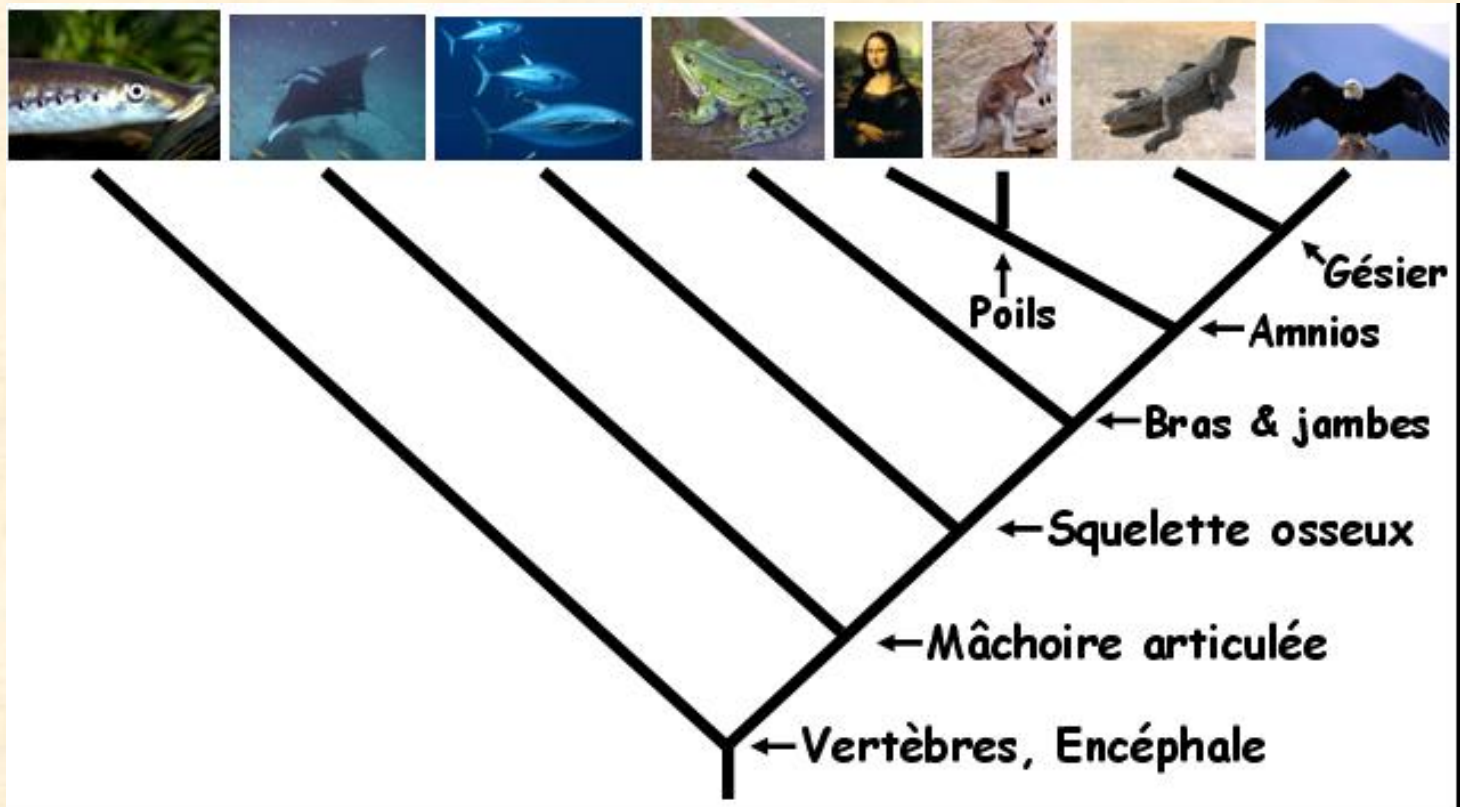 Gésier
Poils
Amnios
Bras & jambes
Squelette osseux
Mâchoire articulée
Vertèbres, Encéphale